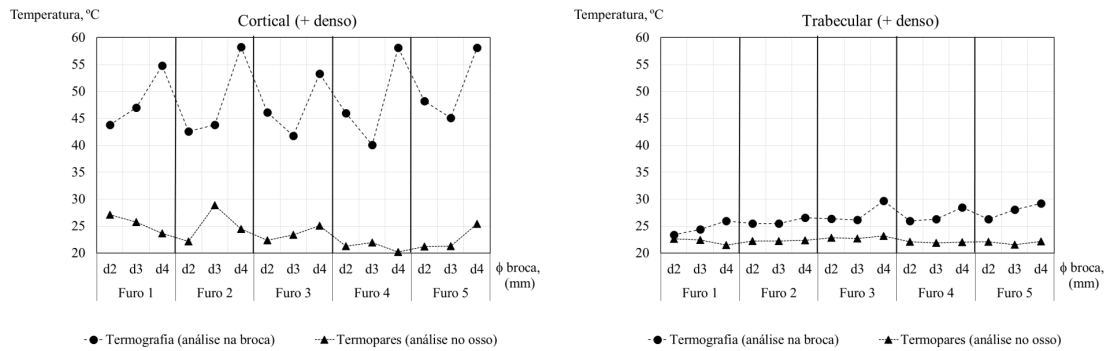 Temperatura, ºC
Cortical (+ denso)
60
55
50
45
40
35
30
25
20
d2 d3 d4 d2 d3 d4 d2 d3 d4 d2 d3 d4 d2 d3 d4
Furo 1 Furo 2 Furo 3 Furo 4 Furo 5
ϕ broca,
(mm)
Termografia (análise na broca) Termopares (análise no osso)
Temperatura, ºC
Trabecular (+ denso)
60
55
50
45
40
35
30
25
20
d2 d3 d4 d2 d3 d4 d2 d3 d4 d2 d3 d4 d2 d3 d4
Furo 1 Furo 2 Furo 3 Furo 4 Furo 5
ϕ broca,
(mm)
Termografia (análise na broca) Termopares (análise no osso)